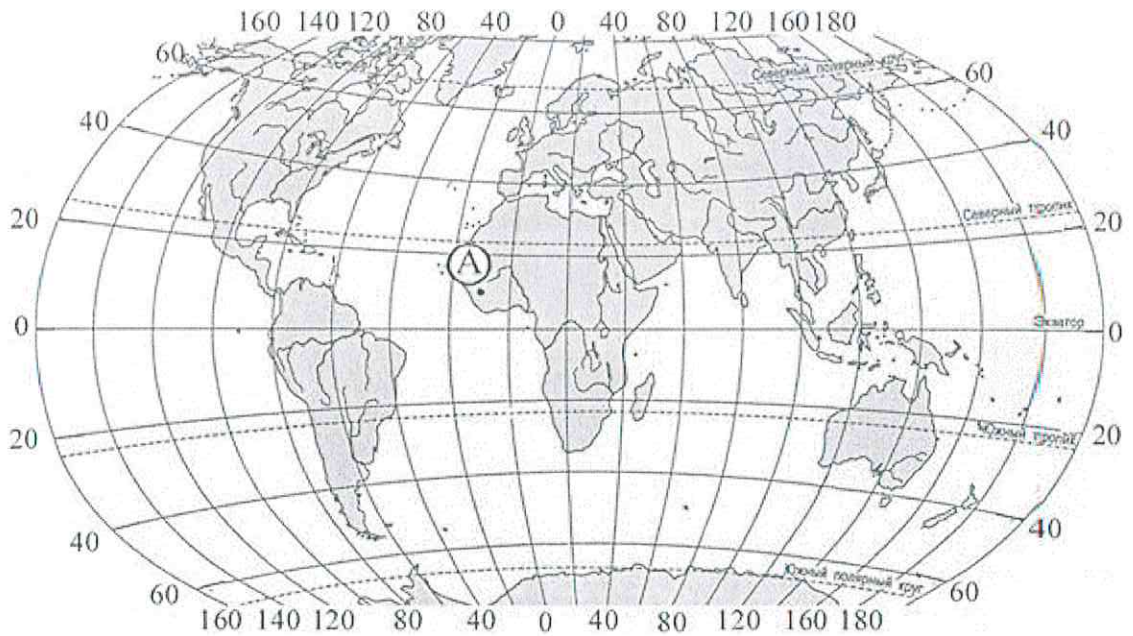 160 140 120 80 40 0 40 80 120 160 180
60 Северный полярный круг 60
40 40
20 Северный тропик 20
А
0 Экватор 0
20 Южный тропик 20
40 40
60 Южный полярный круг 60
160 140 120 80 40 0 40 80 120 160 180